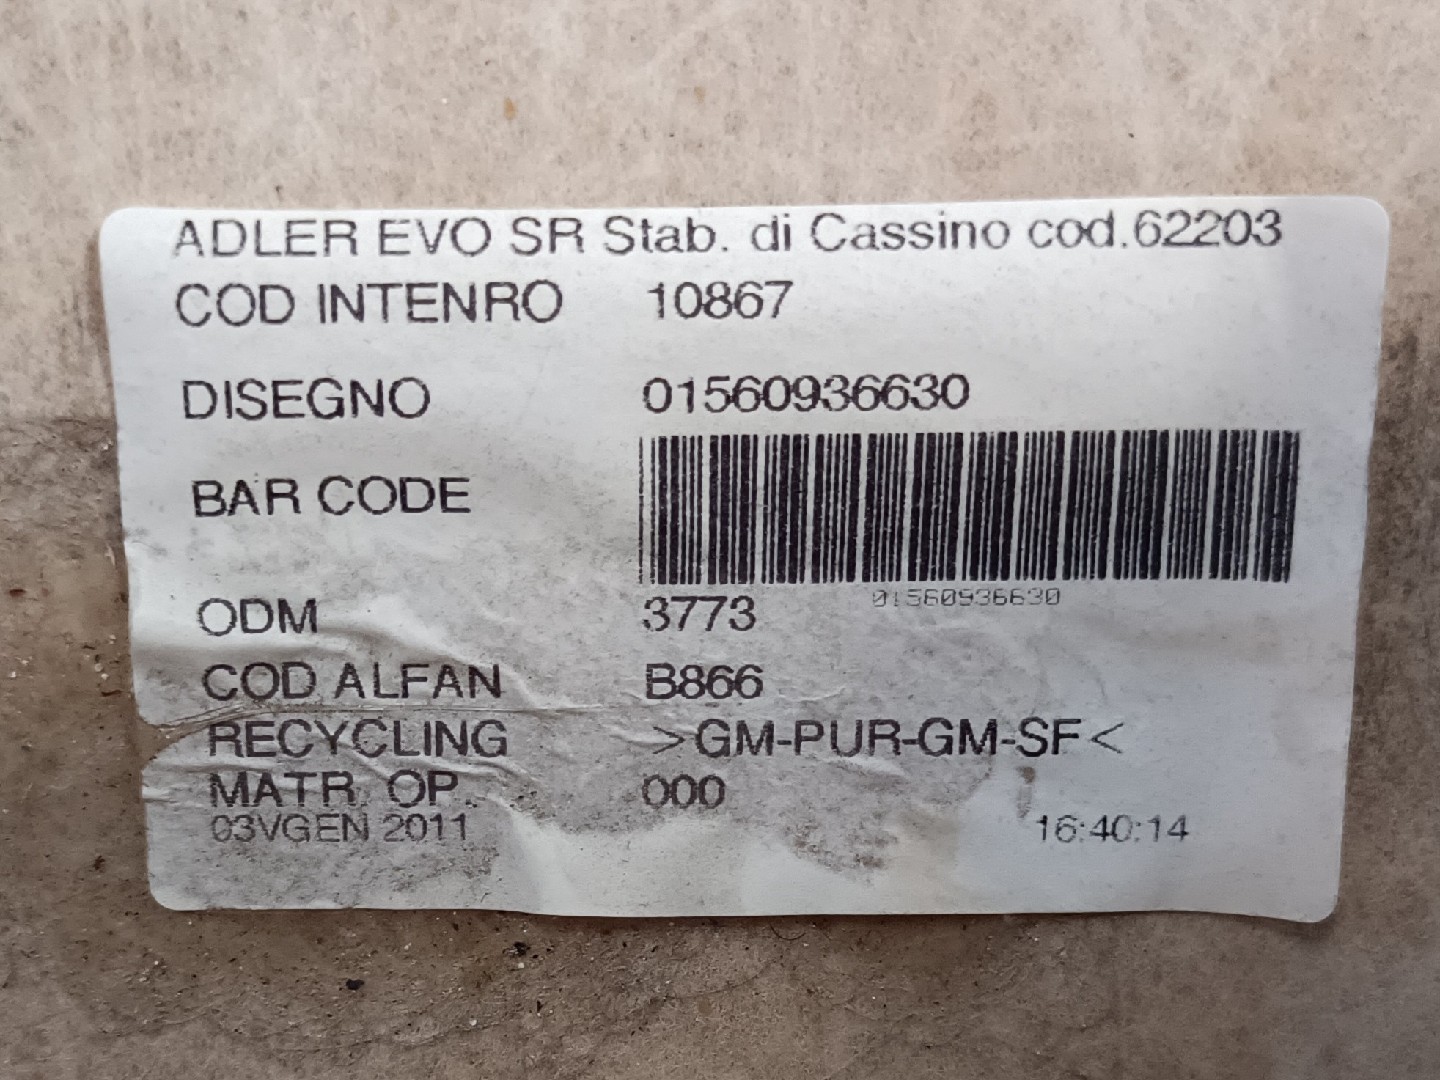 ADLER EVO SR Stab. di Cassino cod.62203
COD INTENRO 10867
DISEGNO 01560936630
BAR CODE
01560936630
ODM 3773
COD ALFAN B866
RECYCLING >GM-PUR-GM-SF<
MATR. OP. 000
03VGEN 2011 16:40:14